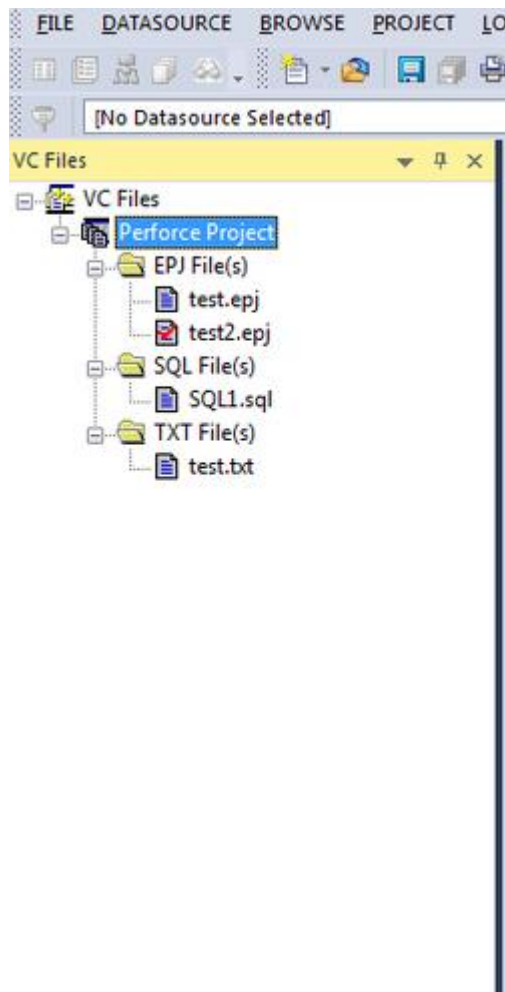 FILE DATASOURCE BROWSE PROJECT LO
[No Datasource Selected]
VC Files
VC Files
Perforce Project
EPJ File(s)
test.epj
test2.epj
SQL File(s)
SQL1.sql
TXT File(s)
test.txt